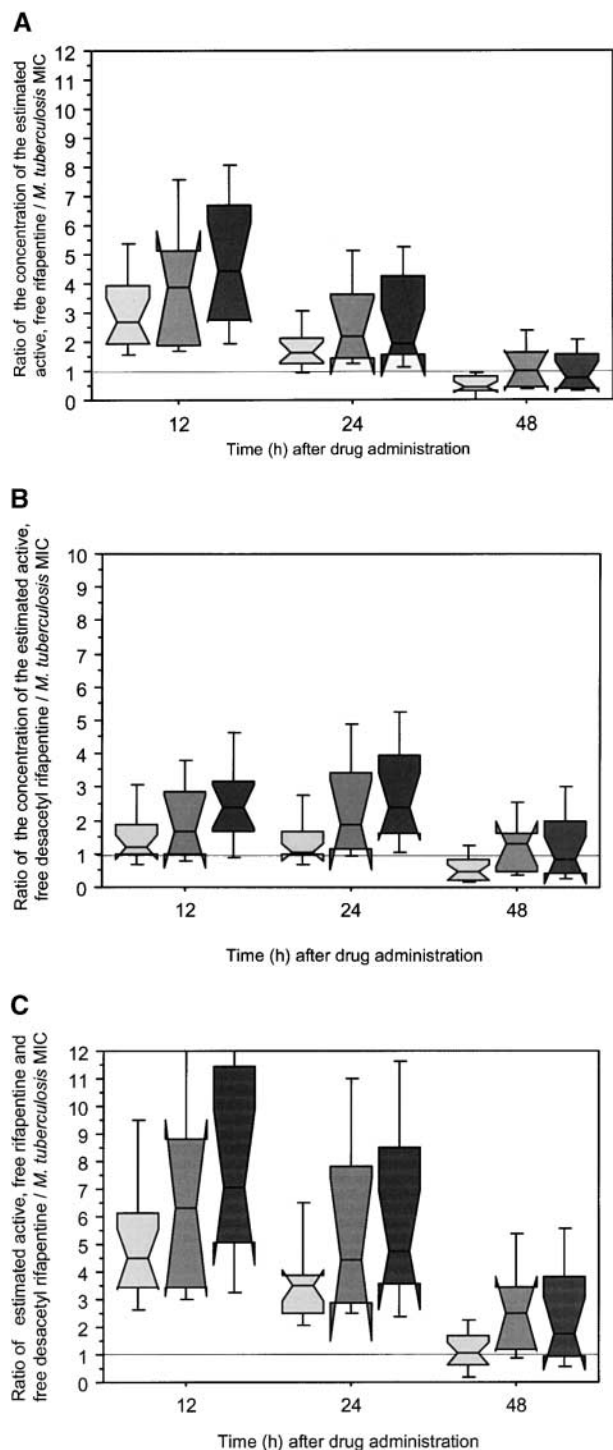 A
Ratio of the concentration of the estimated
active, free rifapentine / M. tuberculosis MIC
12
11
10
9
8
7
6
5
4
3
2
1
0
12 24 48
Time (h) after drug administration
B
Ratio of the concentration of the estimated active,
free desacetyl rifapentine / M. tuberculosis MIC
10
9
8
7
6
5
4
3
2
1
0
12 24 48
Time (h) after drug administration
C
Ratio of estimated active, free rifapentine and
free desacetyl rifapentine / M. tuberculosis MIC
12
11
10
9
8
7
6
5
4
3
2
1
0
12 24 48
Time (h) after drug administration